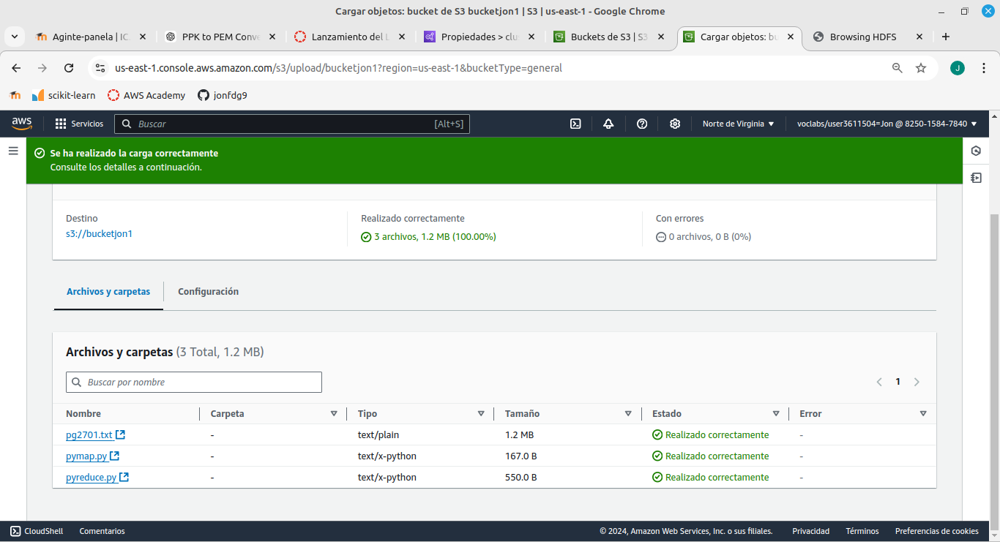 Cargar objetos: bucket de S3 bucketjon1 | S3 | us-east-1 - Google Chrome
Aginte-panela | IC
PPK to PEM Conve
Lanzamiento del L
Propiedades > clu
Buckets de S3 | S3
Cargar objetos: bu
Browsing HDFS
us-east-1.console.aws.amazon.com/s3/upload/bucketjon1?region=us-east-1&bucketType=general
J
scikit-learn
AWS Academy
jonfdg9
aws
Servicios
Buscar
[Alt+S]
Norte de Virginia
voclabs/user3611504=Jon @ 8250-1584-7840
Se ha realizado la carga correctamente
Consulte los detalles a continuación.
Destino Realizado correctamente Con errores
s3://bucketjon1 3 archivos, 1.2 MB (100.00%) 0 archivos, 0 B (0%)
Archivos y carpetas Configuración
Archivos y carpetas (3 Total, 1.2 MB)
Buscar por nombre
1
Nombre Carpeta Tipo Tamaño Estado Error
pg2701.txt - text/plain 1.2 MB Realizado correctamente -
pymap.py - text/x-python 167.0 B Realizado correctamente -
pyreduce.py - text/x-python 550.0 B Realizado correctamente -
CloudShell Comentarios © 2024, Amazon Web Services, Inc. o sus filiales. Privacidad Términos Preferencias de cookies